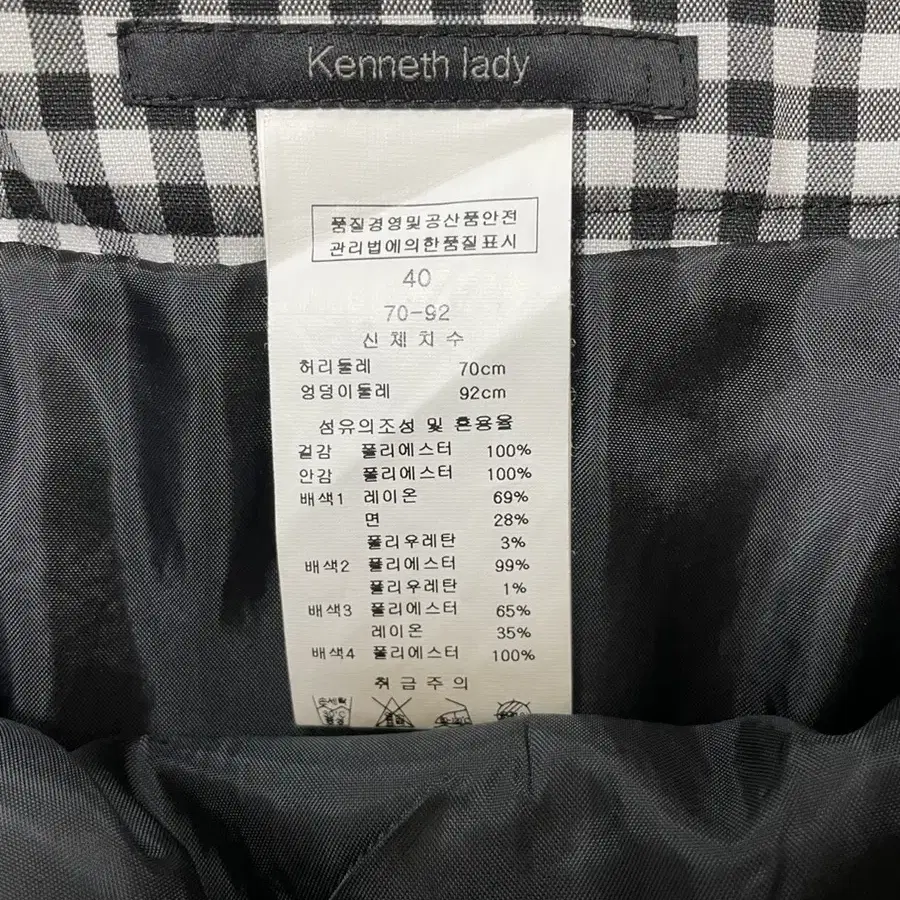 Kenneth lady
품질경영및공산품안전
관리법에의한품질표시
40
70-92
신체치수
허리둘레 70cm
엉덩이둘레 92cm
섬유의조성 및 혼용율
겉감 폴리에스터 100%
안감 폴리에스터 100%
배색1 레이온 69%
면 28%
폴리우레탄 3%
배색2 폴리에스터 99%
폴리우레탄 1%
배색3 폴리에스터 65%
레이온 35%
배색4 폴리에스터 100%
취급주의
손세탁